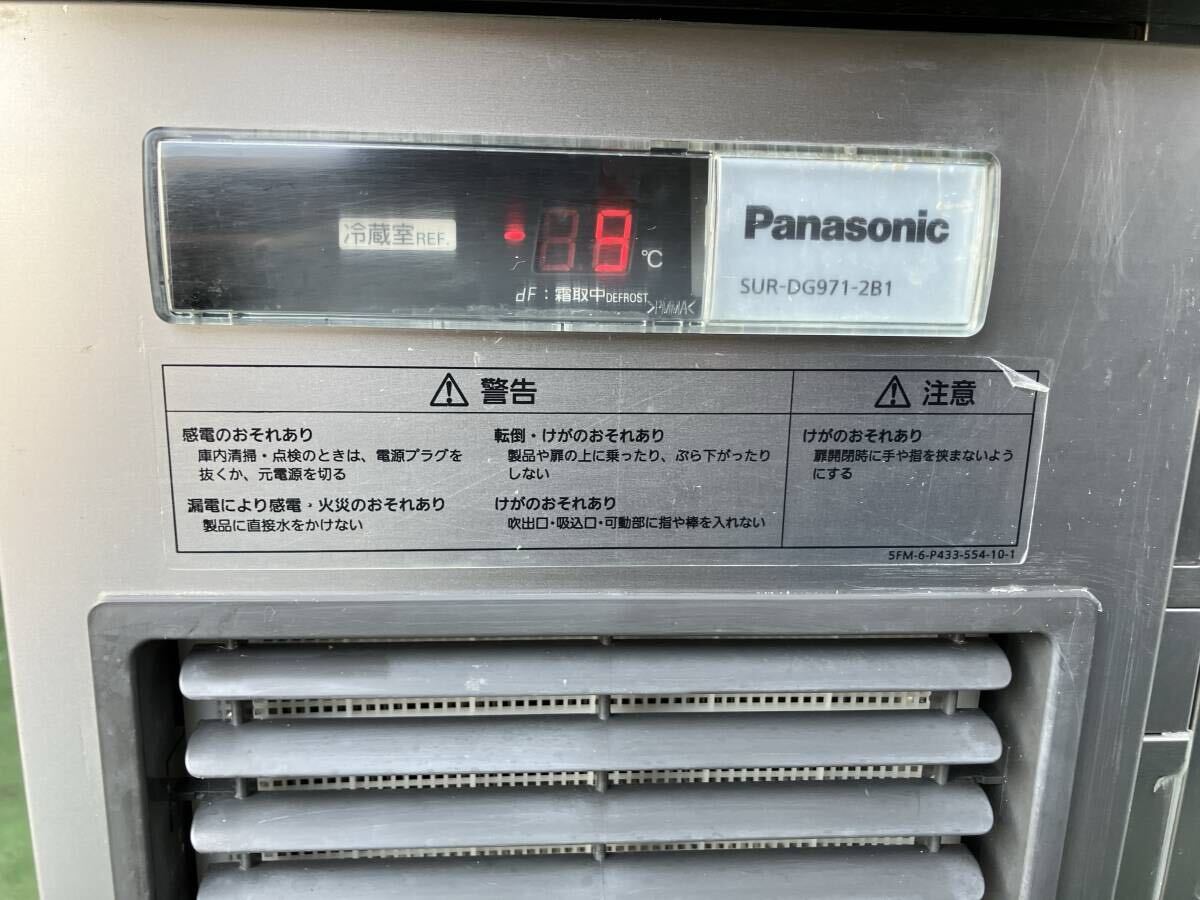 冷蔵室REF.
℃
dF:霜取中DEFROST
>PMMA<
Panasonic
SUR-DG971-2B1
警告
感電のおそれあり
庫内清掃・点検のときは、電源プラグを
抜くか、元電源を切る
漏電により感電・火災のおそれあり
製品に直接水をかけない
転倒・けがのおそれあり
製品や扉の上に乗ったり、ぶら下がったり
しない
けがのおそれあり
吹出口・吸込口・可動部に指や棒を入れない
注意
けがのおそれあり
扉開閉時に手や指を挟まないよう
にする
5FM-6-P433-554-10-1